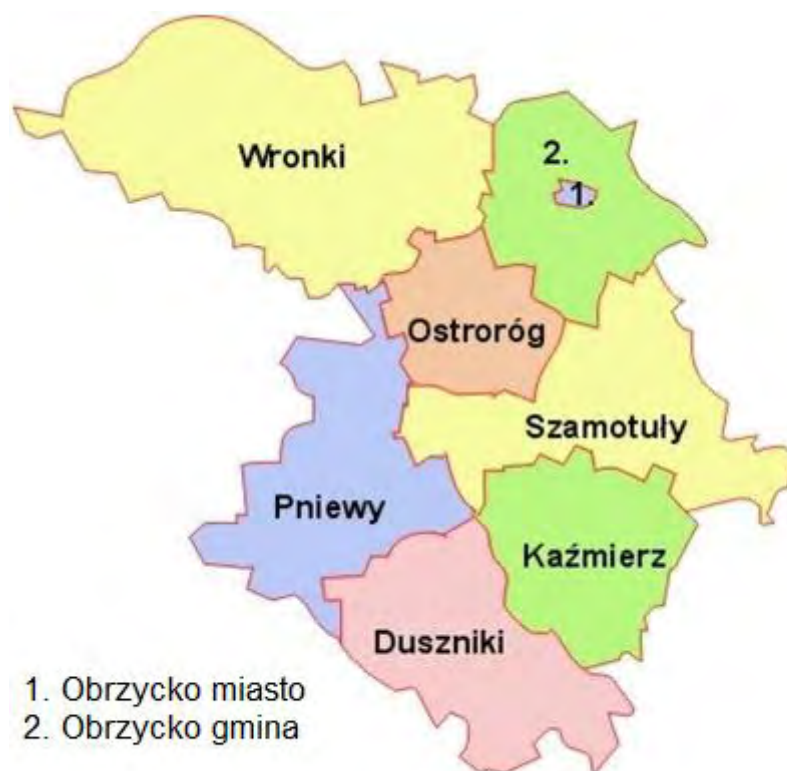 Wronki
2.
1.
Ostroróg
Szamotuły
Pniewy
Kaźmierz
Duszniki
1. Obrzycko miasto
2. Obrzycko gmina